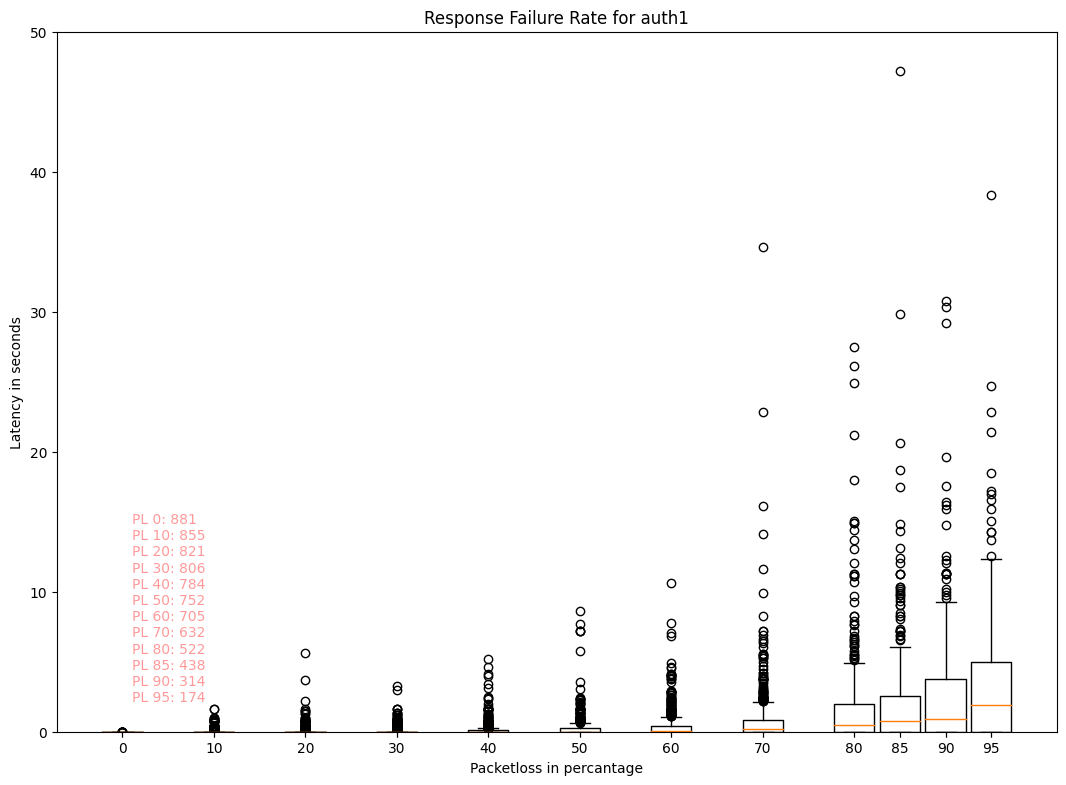 Response Failure Rate for auth1
50
40
30
20
10
0
Latency in seconds
PL 0: 881
PL 10: 855
PL 20: 821
PL 30: 806
PL 40: 784
PL 50: 752
PL 60: 705
PL 70: 632
PL 80: 522
PL 85: 438
PL 90: 314
PL 95: 174
0 10 20 30 40 50 60 70 80 85 90 95
Packetloss in percantage